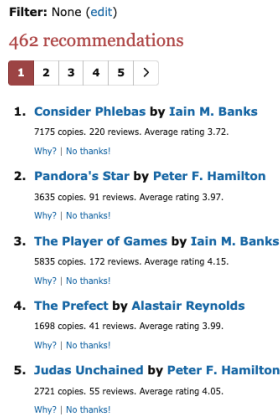 Filter: None (edit)
462 recommendations
1 2 3 4 5 >
1. Consider Phlebas by Iain M. Banks
7175 copies. 220 reviews. Average rating 3.72.
Why? | No thanks!
2. Pandora's Star by Peter F. Hamilton
3635 copies. 91 reviews. Average rating 3.97.
Why? | No thanks!
3. The Player of Games by Iain M. Banks
5835 copies. 172 reviews. Average rating 4.15.
Why? | No thanks!
4. The Prefect by Alastair Reynolds
1698 copies. 41 reviews. Average rating 3.99.
Why? | No thanks!
5. Judas Unchained by Peter F. Hamilton
2721 copies. 55 reviews. Average rating 4.05.
Why? | No thanks!